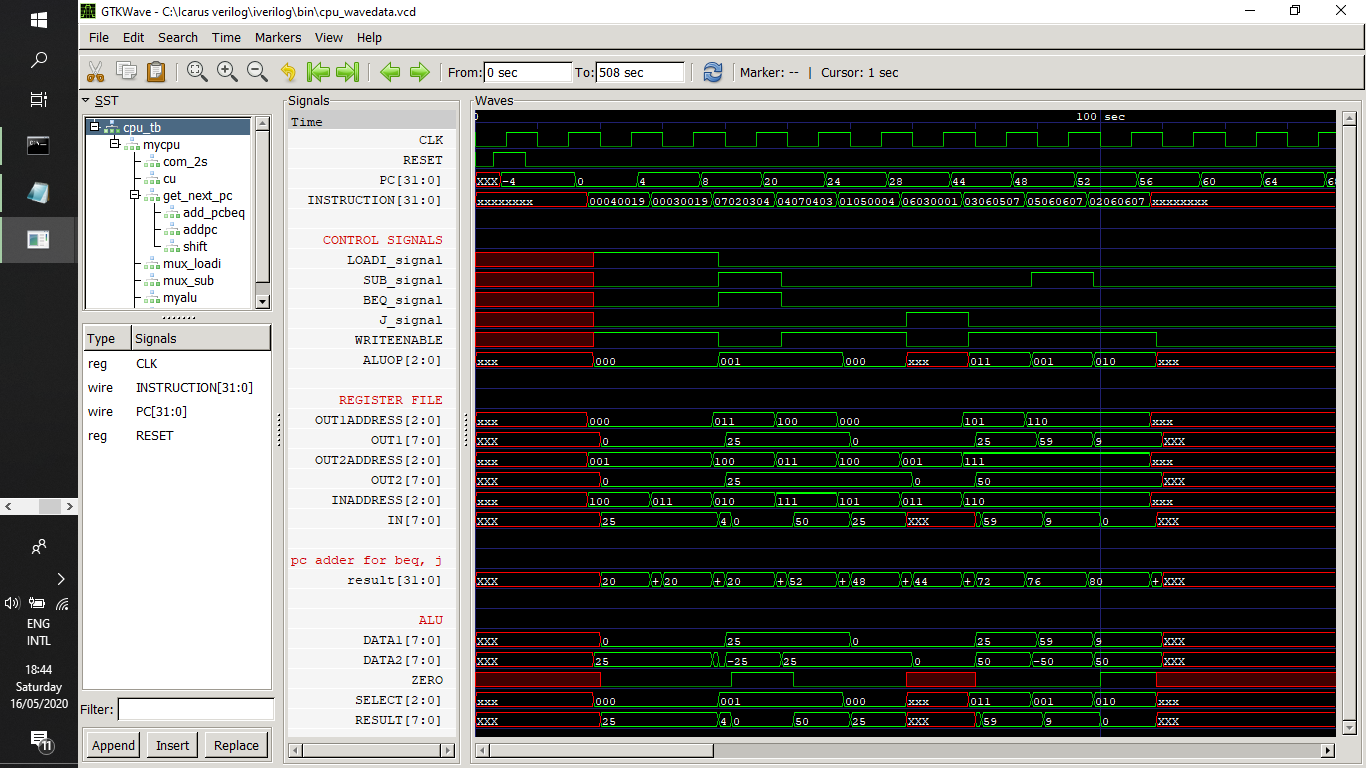 GTKWave - C:\Icarus verilog\iverilog\bin\cpu_wavedata.vcd
File Edit Search Time Markers View Help
From: 0 sec To: 508 sec Marker: -- | Cursor: 1 sec
SST
cpu_tb
mycpu
com_2s
cu
get_next_pc
add_pcbeq
addpc
shift
mux_loadi
mux_sub
myalu
Type Signals
reg CLK
wire INSTRUCTION[31:0]
wire PC[31:0]
reg RESET
Filter:
Append Insert Replace
Signals
Time
CLK
RESET
PC[31:0]
INSTRUCTION[31:0]
CONTROL SIGNALS
LOADI_signal
SUB_signal
BEQ_signal
J_signal
WRITEENABLE
ALUOP[2:0]
REGISTER FILE
OUT1ADDRESS[2:0]
OUT1[7:0]
OUT2ADDRESS[2:0]
OUT2[7:0]
INADDRESS[2:0]
IN[7:0]
pc adder for beq, j
result[31:0]
ALU
DATA1[7:0]
DATA2[7:0]
ZERO
SELECT[2:0]
RESULT[7:0]
Waves
0 100 sec
XXX -4 0 4 8 20 24 28 44 48 52 56 60 64
xxxxxxxx 00040019 00030019 07020304 04070403 01050004 06030001 03060507 05060607 02060607 xxxxxxxx
xxx 000 001 000 xxx 011 001 010 xxx
xxx 000 011 100 000 101 110 xxx
XXX 0 25 0 25 59 9 XXX
xxx 001 100 011 100 001 111 xxx
XXX 0 25 0 50 XXX
xxx 100 011 010 111 101 011 110 xxx
XXX 25 4 0 50 25 XXX 59 9 0 XXX
XXX 20 + 20 + 20 + 52 + 48 + 44 + 72 76 80 + XXX
XXX 0 25 0 25 59 9 XXX
XXX 25 -25 25 0 50 -50 50 XXX
xxx 000 001 000 xxx 011 001 010 xxx
XXX 25 4 0 50 25 XXX 59 9 0 XXX
ENG
INTL
18:44
Saturday
16/05/2020
11